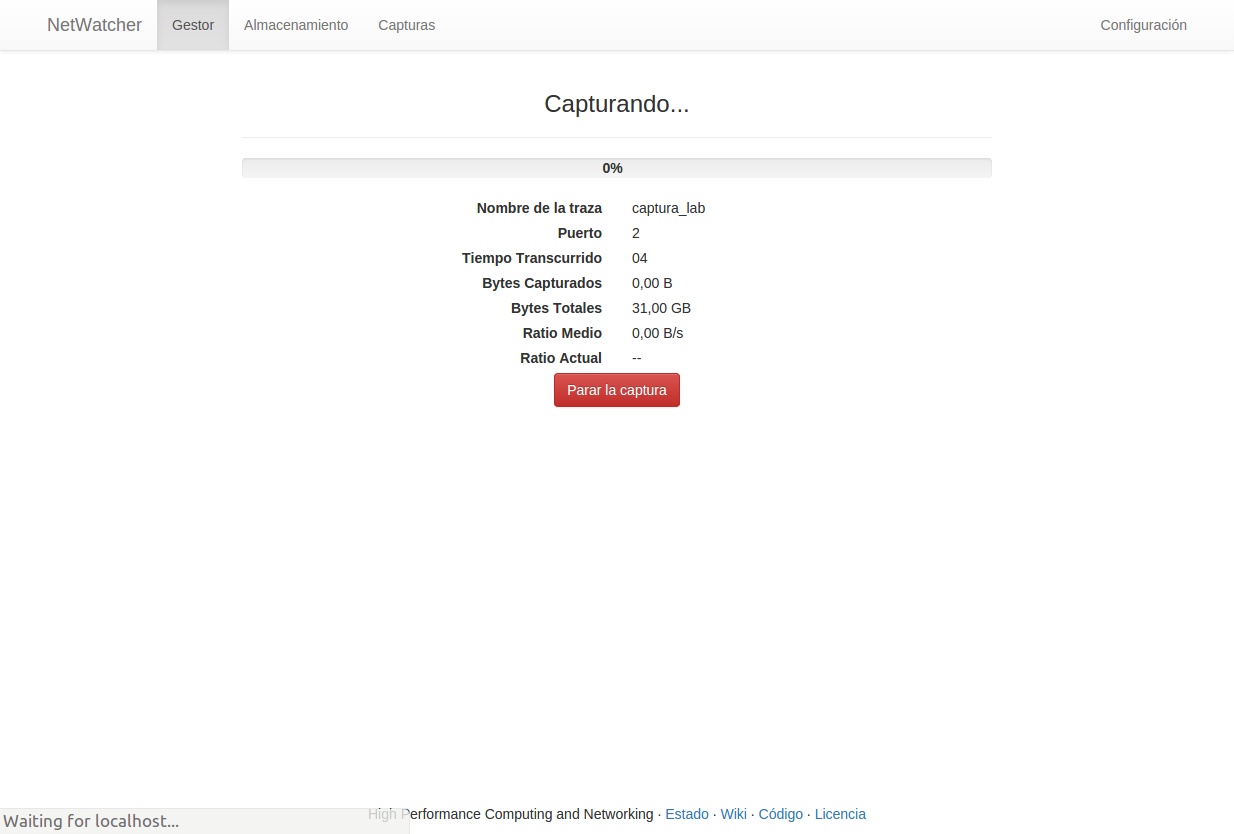 NetWatcher Gestor Almacenamiento Capturas Configuración
Capturando...
0%
Nombre de la traza captura_lab
Puerto 2
Tiempo Transcurrido 04
Bytes Capturados 0,00 B
Bytes Totales 31,00 GB
Ratio Medio 0,00 B/s
Ratio Actual --
Parar la captura
High Performance Computing and Networking · Estado · Wiki · Código · Licencia
Waiting for localhost...